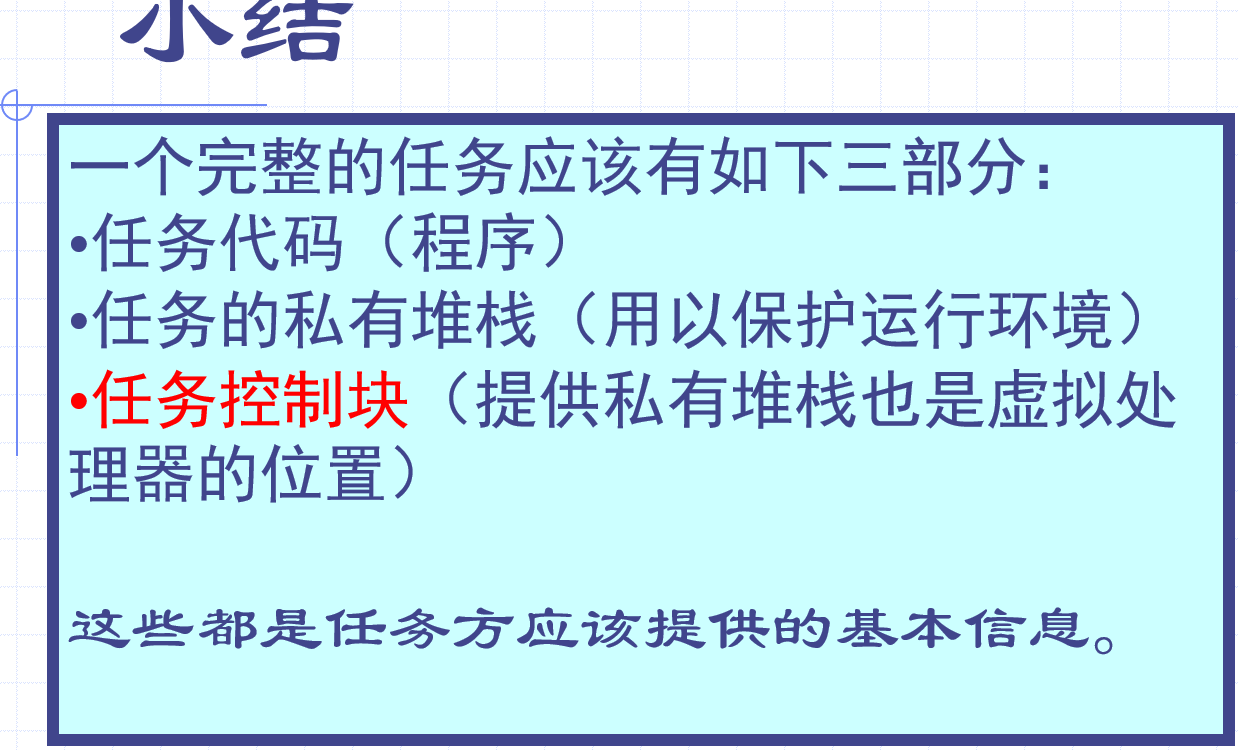 小结
一个完整的任务应该有如下三部分：
•任务代码（程序）
•任务的私有堆栈（用以保护运行环境）
•任务控制块（提供私有堆栈也是虚拟处
理器的位置）
这些都是任务方应该提供的基本信息。